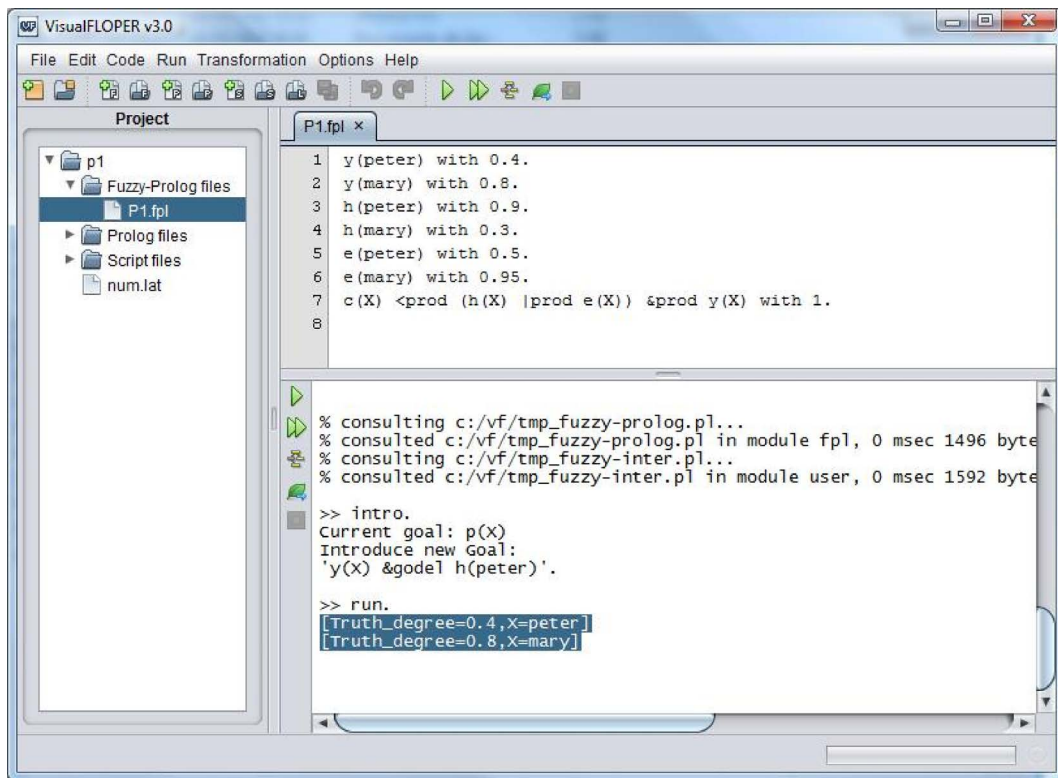 VisualFLOPER v3.0
File Edit Code Run Transformation Options Help
Project
p1
Fuzzy-Prolog files
P1.fpl
Prolog files
Script files
num.lat
P1.fpl ×
1 y(peter) with 0.4.
2 y(mary) with 0.8.
3 h(peter) with 0.9.
4 h(mary) with 0.3.
5 e(peter) with 0.5.
6 e(mary) with 0.95.
7 c(X) <prod (h(X) |prod e(X)) &prod y(X) with 1.
8
% consulting c:/vf/tmp_fuzzy-prolog.pl...
% consulted c:/vf/tmp_fuzzy-prolog.pl in module fpl, 0 msec 1496 byte
% consulting c:/vf/tmp_fuzzy-inter.pl...
% consulted c:/vf/tmp_fuzzy-inter.pl in module user, 0 msec 1592 byte
>> intro.
Current goal: p(X)
Introduce new Goal:
'y(X) &godel h(peter)'.
>> run.
[Truth_degree=0.4,X=peter]
[Truth_degree=0.8,X=mary]